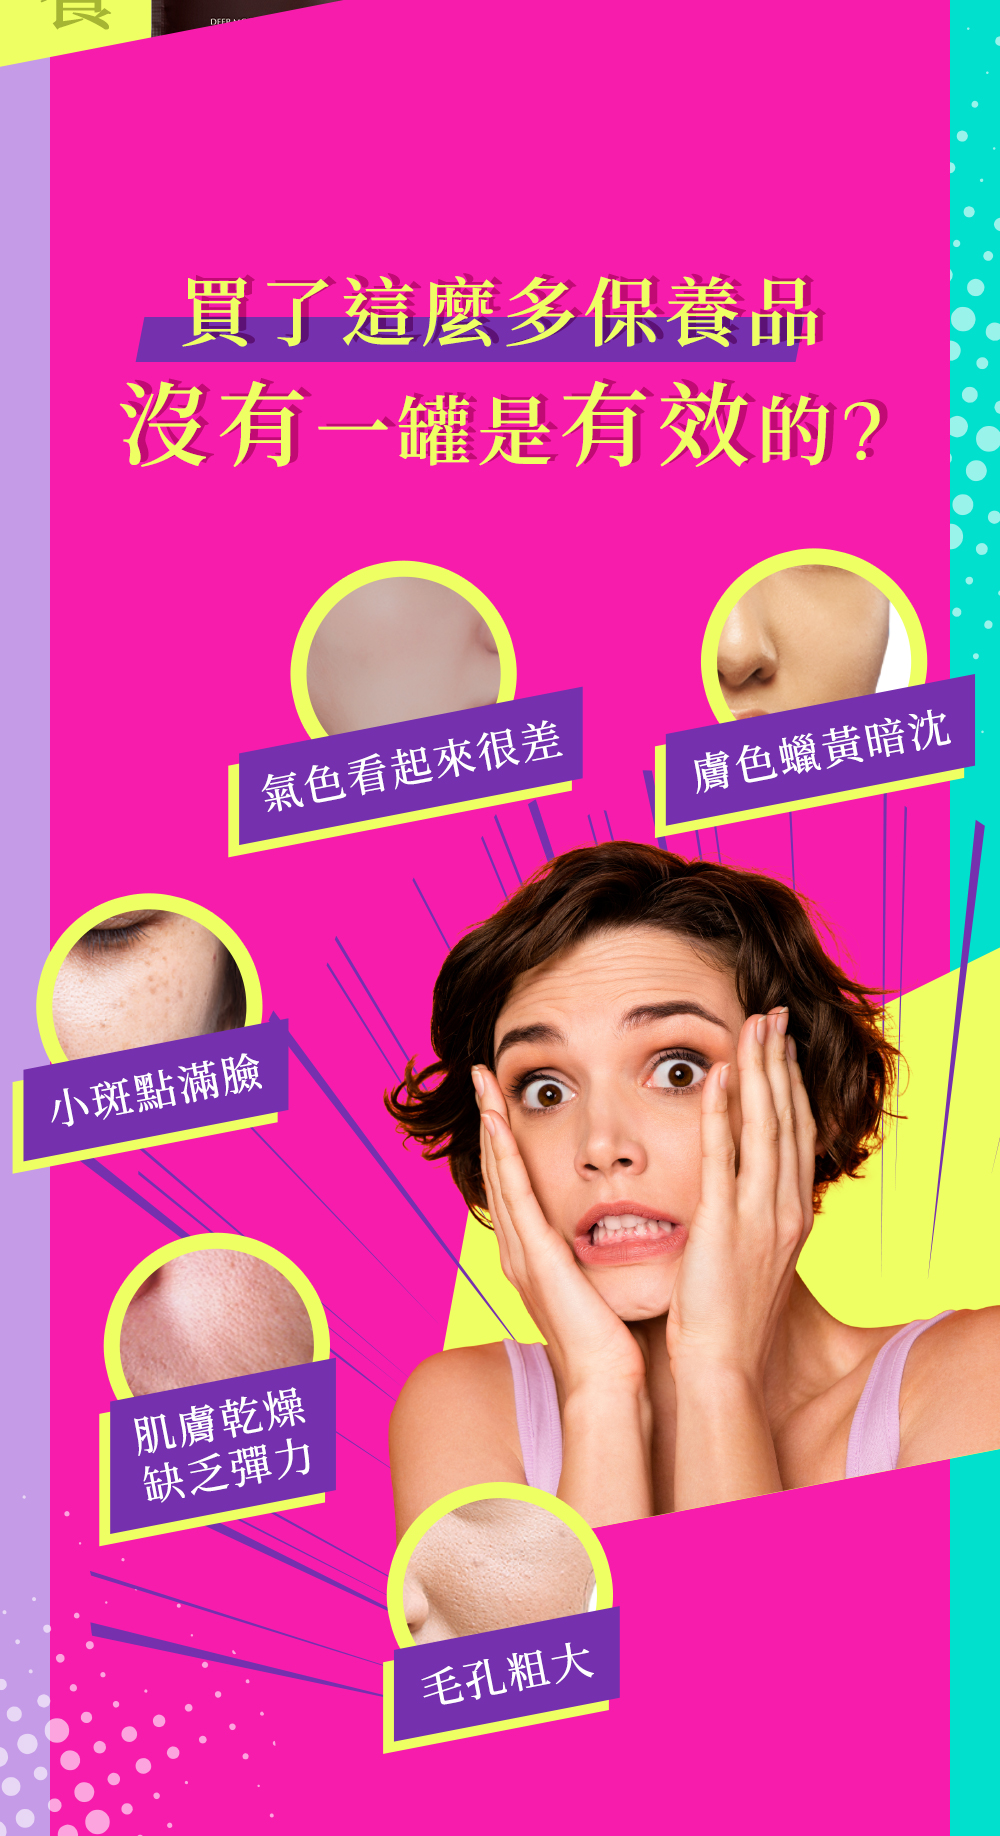 養
買了這麼多保養品
沒有一罐是有效的?
氣色看起來很差
膚色蠟黃暗沈
小斑點滿臉
肌膚乾燥
缺乏彈力
毛孔粗大